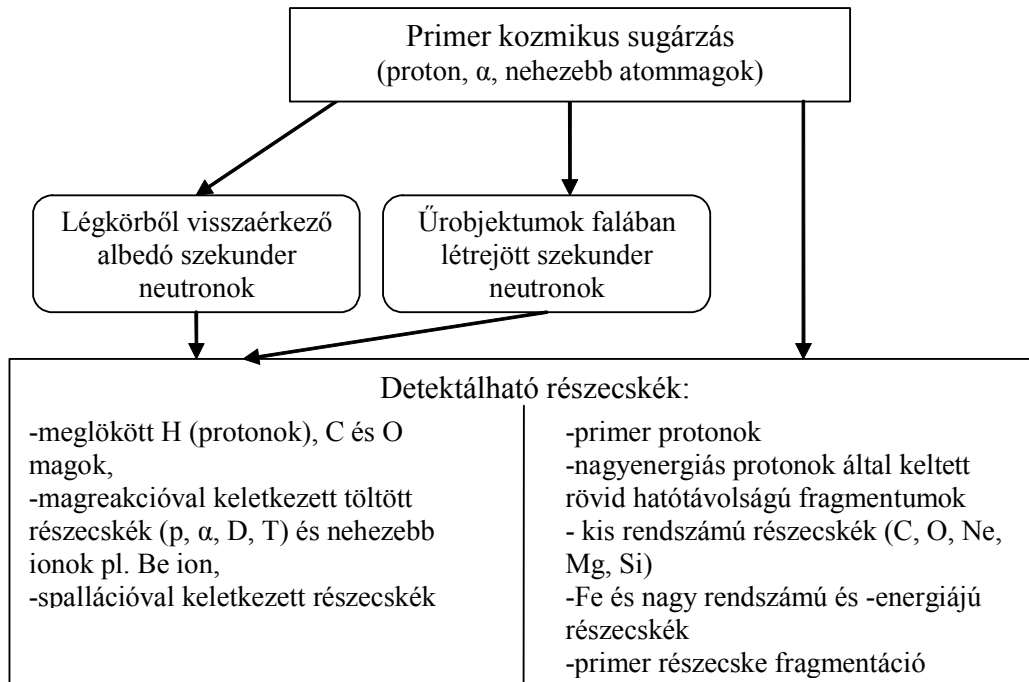 Primer kozmikus sugárzás
(proton, α, nehezebb atommagok)
Légkörből visszaérkező
albedó szekunder
neutronok
Űrobjektumok falában
létrejött szekunder
neutronok
Detektálható részecskék:
-meglökött H (protonok), C és O
magok,
-magreakcióval keletkezett töltött
részecskék (p, α, D, T) és nehezebb
ionok pl. Be ion,
-spallációval keletkezett részecskék
-primer protonok
-nagyenergiás protonok által keltett
rövid hatótávolságú fragmentumok
- kis rendszámú részecskék (C, O, Ne,
Mg, Si)
-Fe és nagy rendszámú és -energiájú
részecskék
-primer részecske fragmentáció